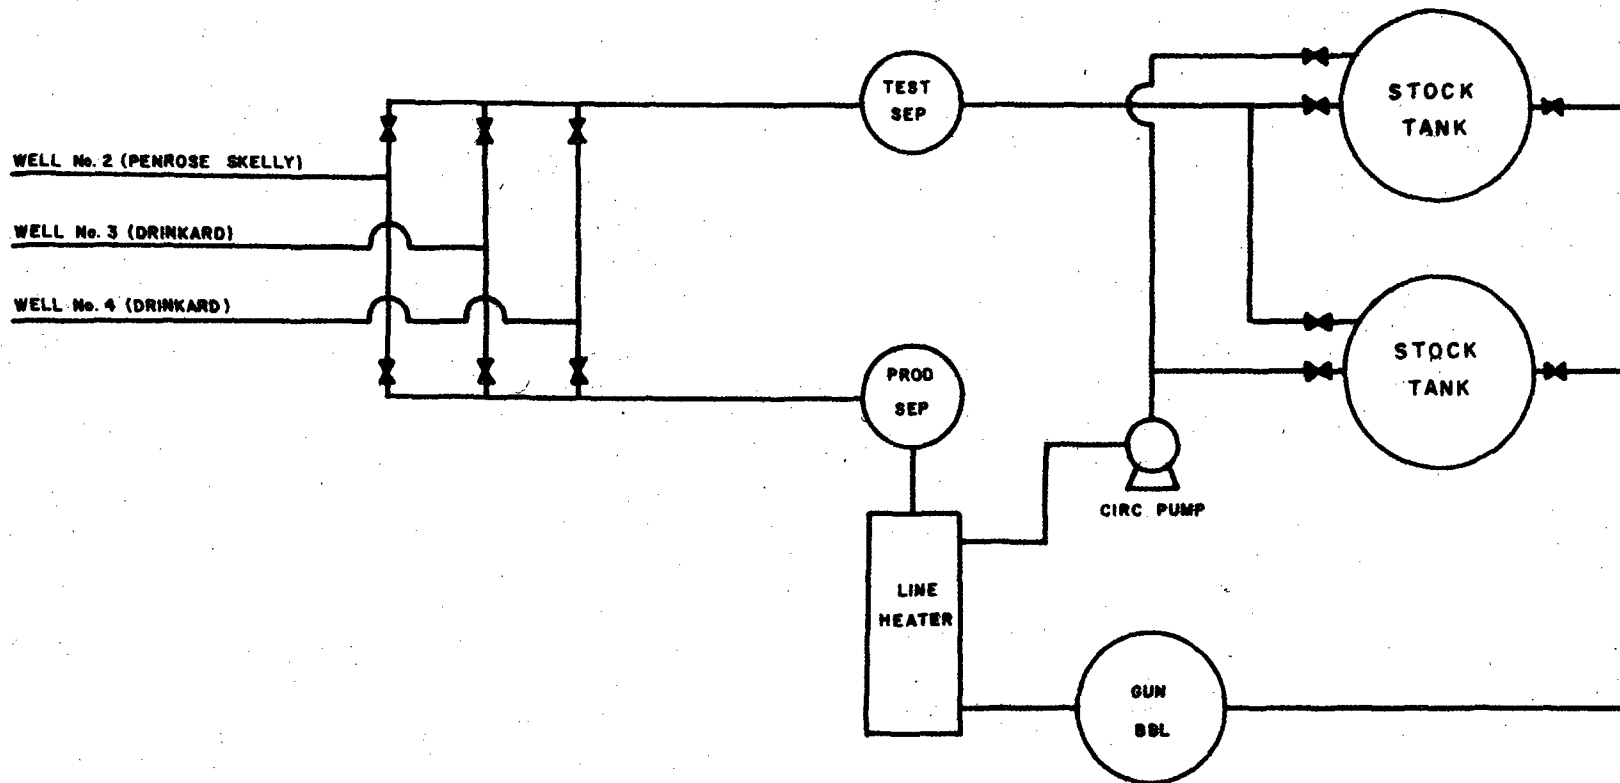 WELL No. 2 (PENROSE SKELLY)
WELL No. 3 (DRINKARD)
WELL No. 4 (DRINKARD)
TEST
SEP
STOCK
TANK
PROD
SEP
STOCK
TANK
CIRC PUMP
LINE
HEATER
GUN
BBL